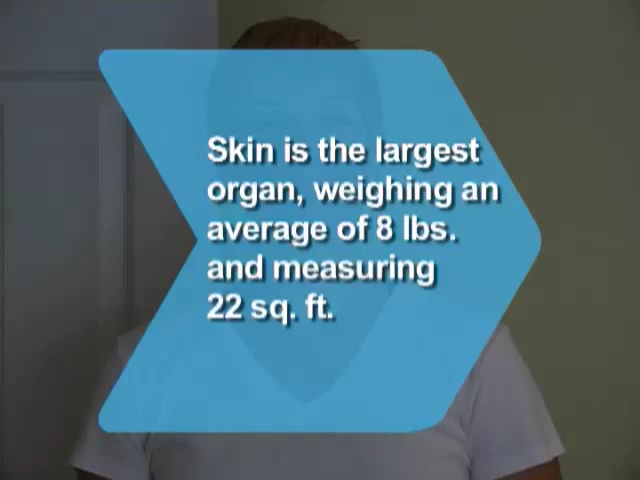 Skin is the largest
organ, weighing an
average of 8 lbs.
and measuring
22 sq. ft.